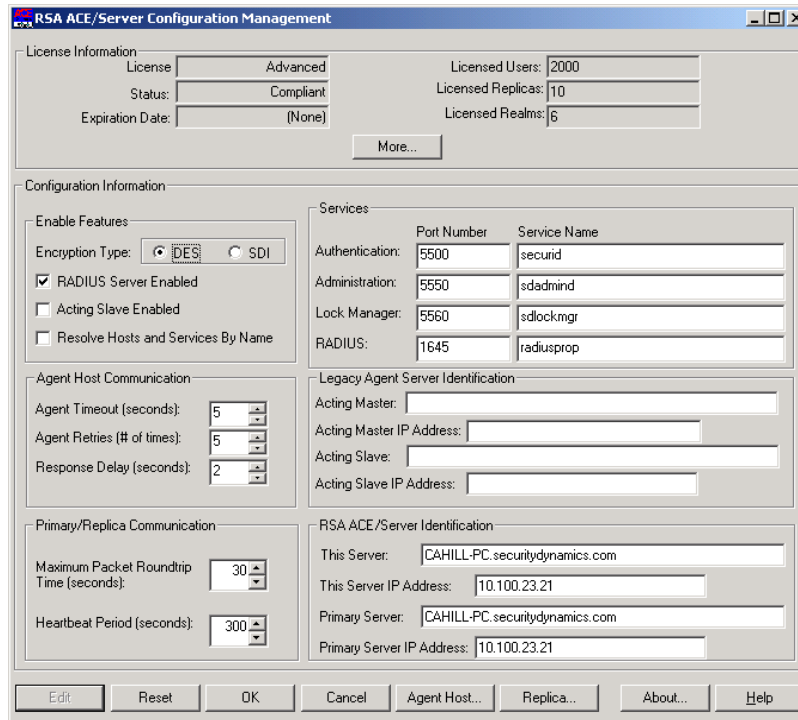 RSA ACE/Server Configuration Management
License Information
License Advanced
Status: Compliant
Expiration Date: (None)
Licensed Users: 2000
Licensed Replicas: 10
Licensed Realms: 6
More...
Configuration Information
Enable Features
Encryption Type: DES SDI
RADIUS Server Enabled
Acting Slave Enabled
Resolve Hosts and Services By Name
Services
Port Number Service Name
Authentication: 5500 securid
Administration: 5550 sdadmind
Lock Manager: 5560 sdlockmgr
RADIUS: 1645 radiusprop
Agent Host Communication
Agent Timeout (seconds): 5
Agent Retries (# of times): 5
Response Delay (seconds): 2
Legacy Agent Server Identification
Acting Master:
Acting Master IP Address:
Acting Slave:
Acting Slave IP Address:
Primary/Replica Communication
Maximum Packet Roundtrip
Time (seconds): 30
Heartbeat Period (seconds): 300
RSA ACE/Server Identification
This Server: CAHILL-PC.securitydynamics.com
This Server IP Address: 10.100.23.21
Primary Server: CAHILL-PC.securitydynamics.com
Primary Server IP Address: 10.100.23.21
Edit Reset OK Cancel Agent Host... Replica... About... Help